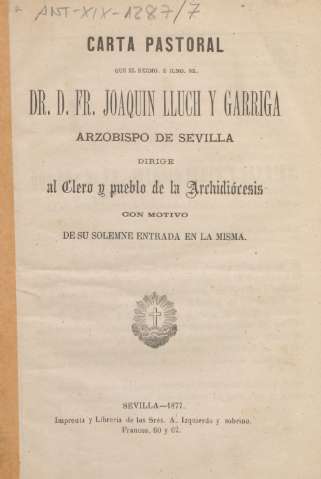 ANT-XIX-1287/7
CARTA PASTORAL
QUE EL EXCMO. É ILMO. SR.
DR. D. FR. JOAQUIN LLUCH Y GARRIGA
ARZOBISPO DE SEVILLA
DIRIGE
al Clero y pueblo de la Archidiócesis
CON MOTIVO
DE SU SOLEMNE ENTRADA EN LA MISMA.
SEVILLA—1877.
Imprenta y Librería de los Sres. A. Izquierdo y sobrino.
Francos, 60 y 62.